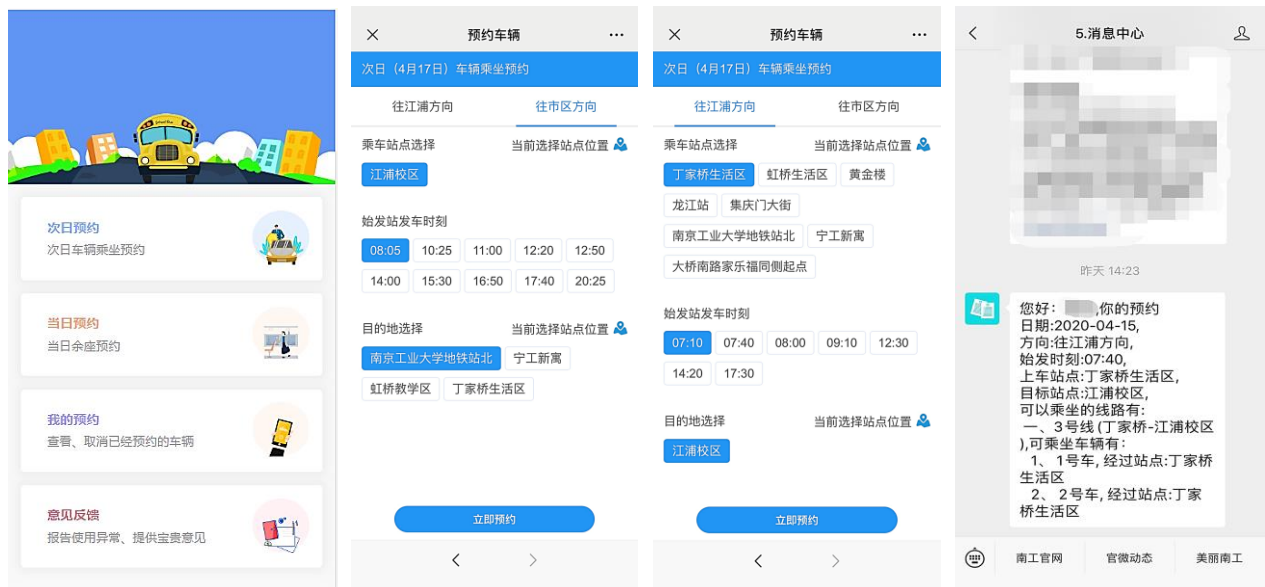 次日预约
次日车辆乘坐预约
当日预约
当日余座预约
我的预约
查看、取消已经预约的车辆
意见反馈
报告使用异常、提供宝贵意见
预约车辆
次日（4月17日）车辆乘坐预约
往江浦方向 往市区方向
乘车站点选择 当前选择站点位置
江浦校区
始发站发车时刻
08:05 10:25 11:00 12:20 12:50
14:00 15:30 16:50 17:40 20:25
目的地选择 当前选择站点位置
南京工业大学地铁站北 宁工新寓
虹桥教学区 丁家桥生活区
立即预约
预约车辆
次日（4月17日）车辆乘坐预约
往江浦方向 往市区方向
乘车站点选择 当前选择站点位置
丁家桥生活区 虹桥生活区 黄金楼
龙江站 集庆门大街
南京工业大学地铁站北 宁工新寓
大桥南路家乐福同侧起点
始发站发车时刻
07:10 07:40 08:00 09:10 12:30
14:20 17:30
目的地选择 当前选择站点位置
江浦校区
立即预约
5.消息中心
昨天 14:23
您好： ,你的预约
日期:2020-04-15,
方向:往江浦方向,
始发时刻:07:40,
上车站点:丁家桥生活区,
目标站点:江浦校区,
可以乘坐的线路有:
一、3号线(丁家桥-江浦校区
),可乘坐车辆有:
1、1号车, 经过站点:丁家桥
生活区
2、2号车, 经过站点:丁家
桥生活区
南工官网 官微动态 美丽南工